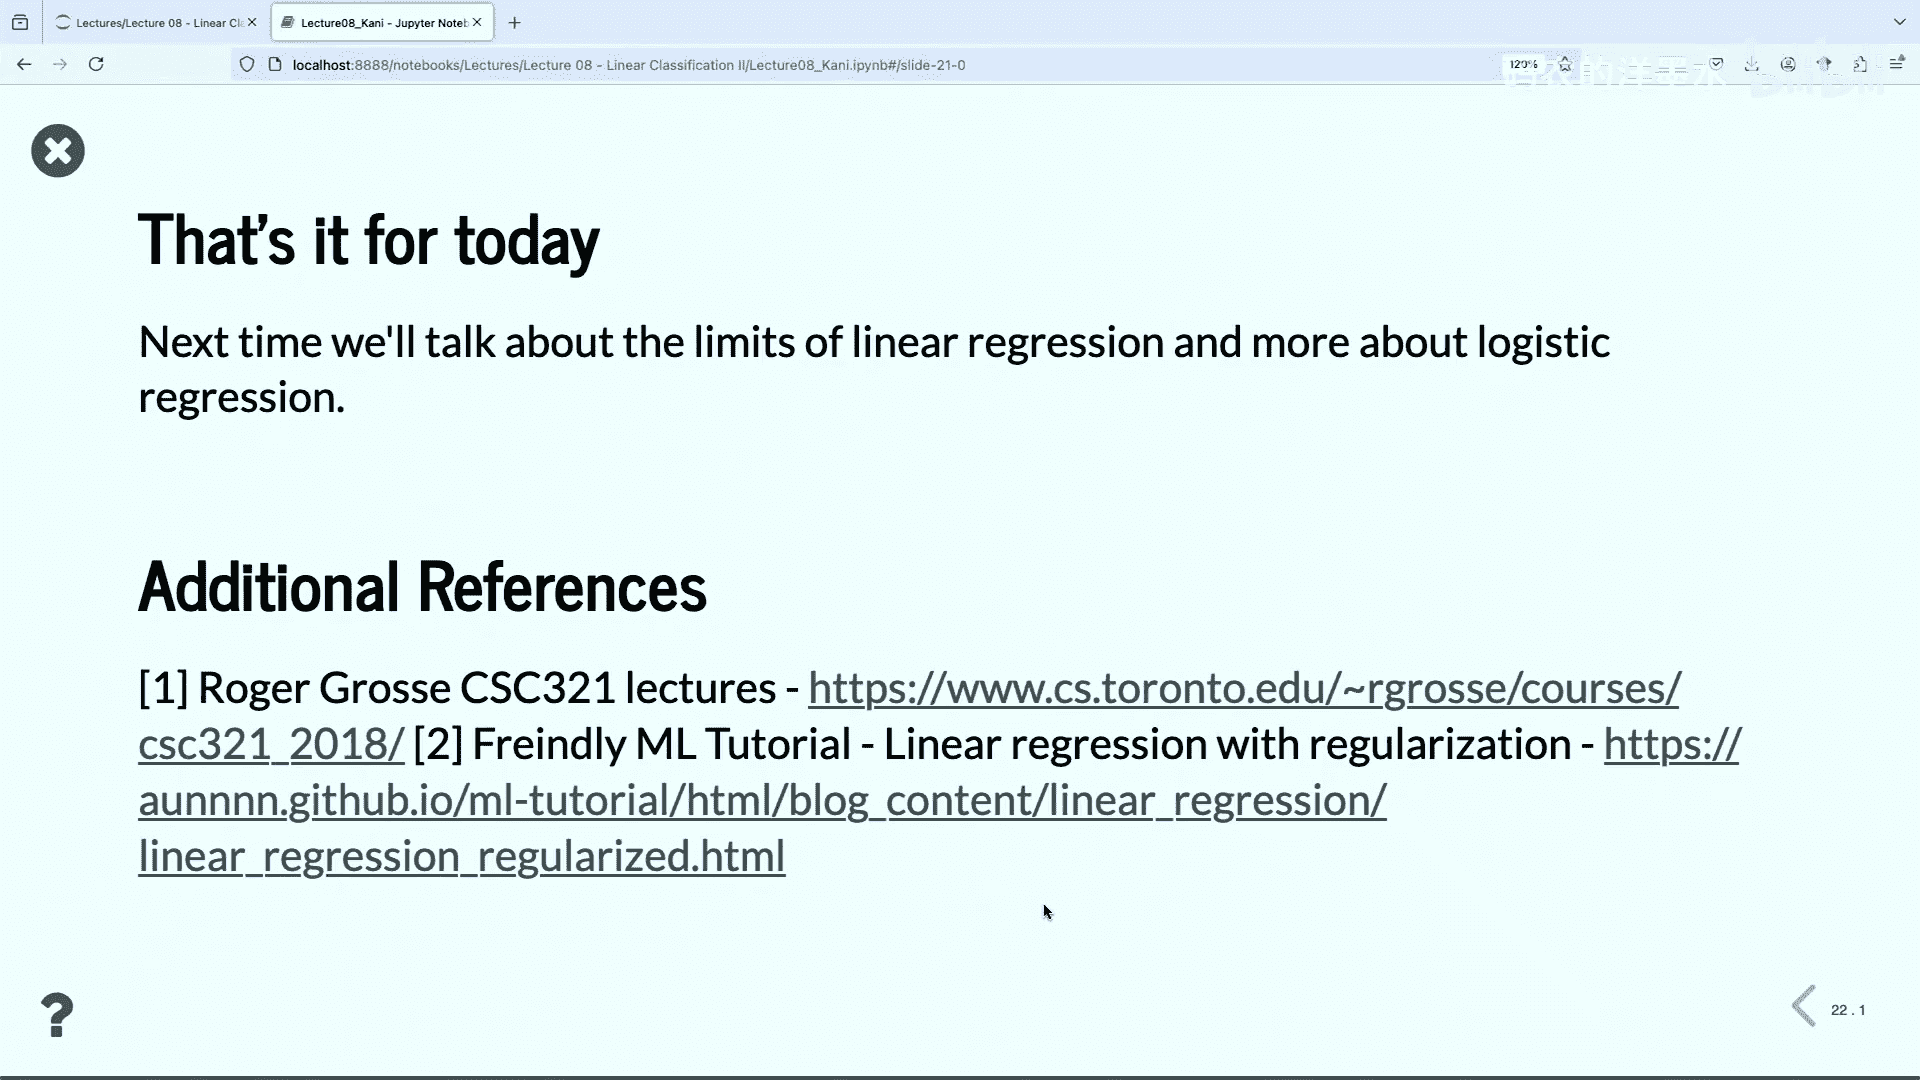 Lectures/Lecture 08 - Linear Cl
Lecture08_Kani - Jupyter Noteb
localhost:8888/notebooks/Lectures/Lecture 08 - Linear Classification II/Lecture08_Kani.ipynb#/slide-21-0
120%
That's it for today
Next time we'll talk about the limits of linear regression and more about logistic
regression.
Additional References
[1] Roger Grosse CSC321 lectures - https://www.cs.toronto.edu/~rgrosse/courses/
csc321_2018/ [2] Freindly ML Tutorial - Linear regression with regularization - https://
aunnnn.github.io/ml-tutorial/html/blog_content/linear_regression/
linear_regression_regularized.html
?
22 . 1